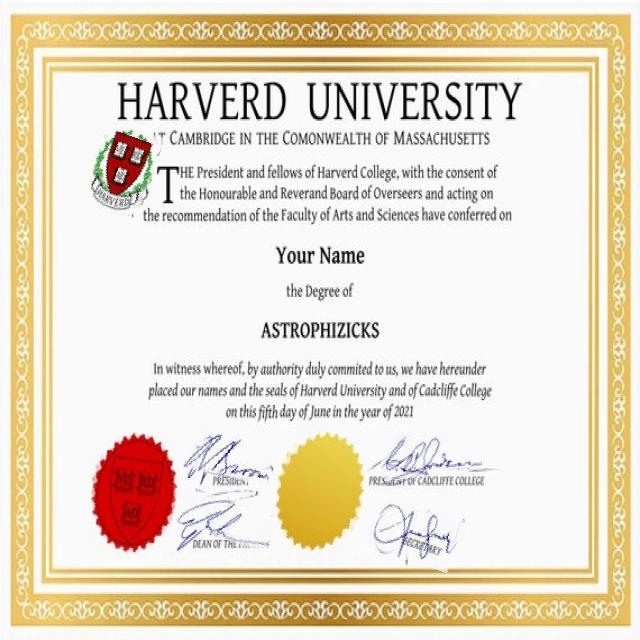 HARVERD UNIVERSITY
AT CAMBRIDGE IN THE COMONWEALTH OF MASSACHUSETTS
HARVERD
THE President and fellows of Harverd College, with the consent of
the Honourable and Reverand Board of Overseers and acting on
the recommendation of the Faculty of Arts and Sciences have conferred on
Your Name
the Degree of
ASTROPHIZICKS
In witness whereof, by authority duly commited to us, we have hereunder
placed our names and the seals of Harverd University and of Cadcliffe College
on this fifth day of June in the year of 2021
PRESIDENT
PRESIDENT OF CADCLIFFE COLLEGE
DEAN OF THE
SECRETARY